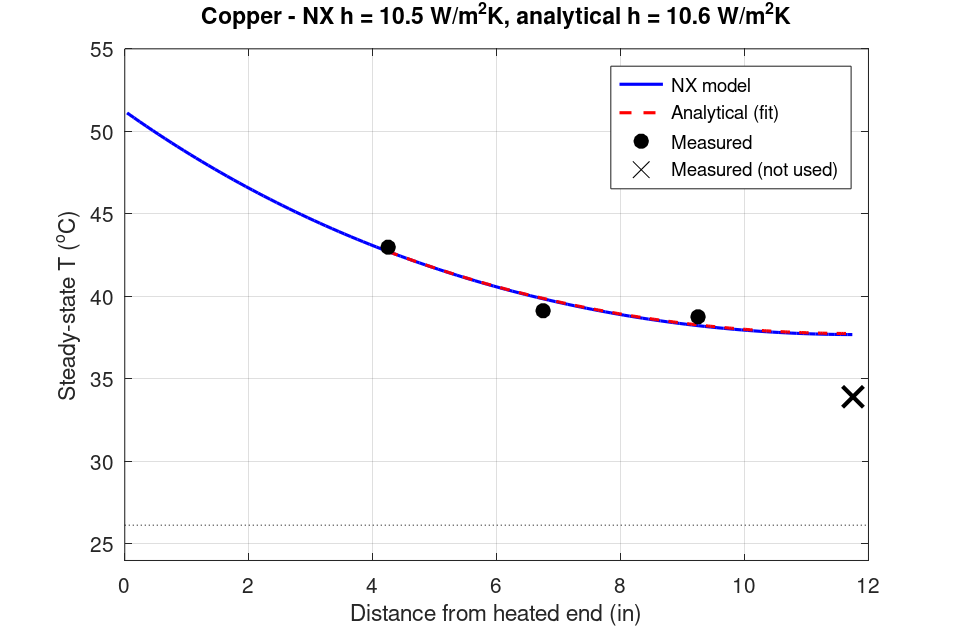 Copper - NX h = 10.5 W/m²K, analytical h = 10.6 W/m²K
NX model
Analytical (fit)
Measured
Measured (not used)
Steady-state T (ᵒC)
55
50
45
40
35
30
25
0 2 4 6 8 10 12
Distance from heated end (in)